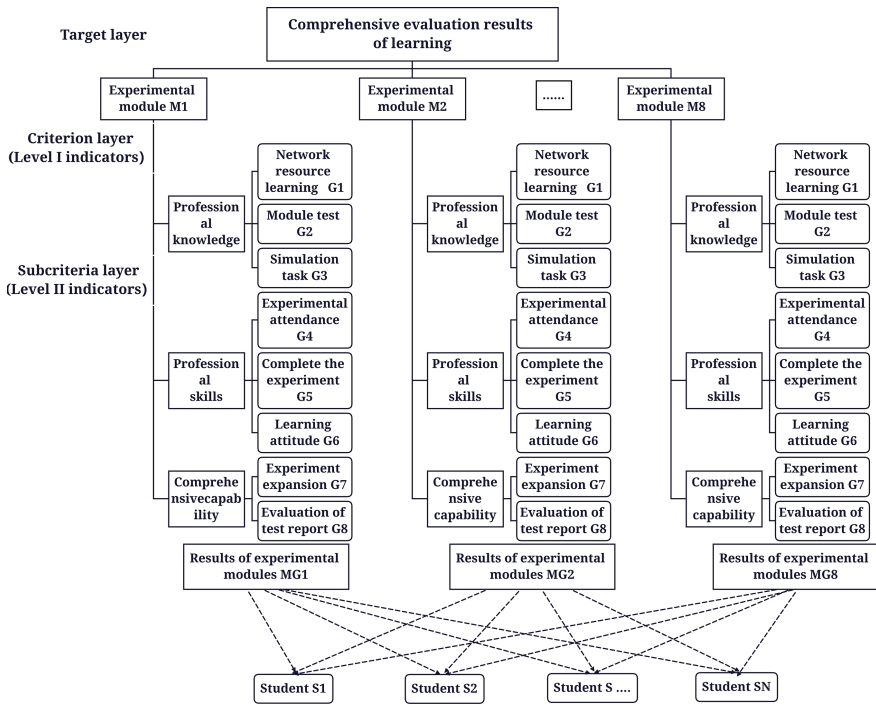 Target layer
Comprehensive evaluation results
of learning
Experimental
module M1
Experimental
module M2
......
Experimental
module M8
Criterion layer
(Level I indicators)
Subcriteria layer
(Level II indicators)
Profession
al
knowledge
Network
resource
learning G1
Module test
G2
Simulation
task G3
Profession
al
skills
Experimental
attendance
G4
Complete the
experiment
G5
Learning
attitude G6
Comprehe
nsivecapab
ility
Experiment
expansion G7
Evaluation of
test report G8
Profession
al
knowledge
Network
resource
learning G1
Module test
G2
Simulation
task G3
Profession
al
skills
Experimental
attendance
G4
Complete the
experiment
G5
Learning
attitude G6
Comprehe
nsive
capability
Experiment
expansion G7
Evaluation of
test report G8
Profession
al
knowledge
Network
resource
learning G1
Module test
G2
Simulation
task G3
Profession
al
skills
Experimental
attendance
G4
Complete the
experiment
G5
Learning
attitude G6
Comprehe
nsive
capability
Experiment
expansion G7
Evaluation of
test report G8
Results of experimental
modules MG1
Results of experimental
modules MG2
Results of experimental
modules MG8
Student S1
Student S2
Student S ....
Student SN